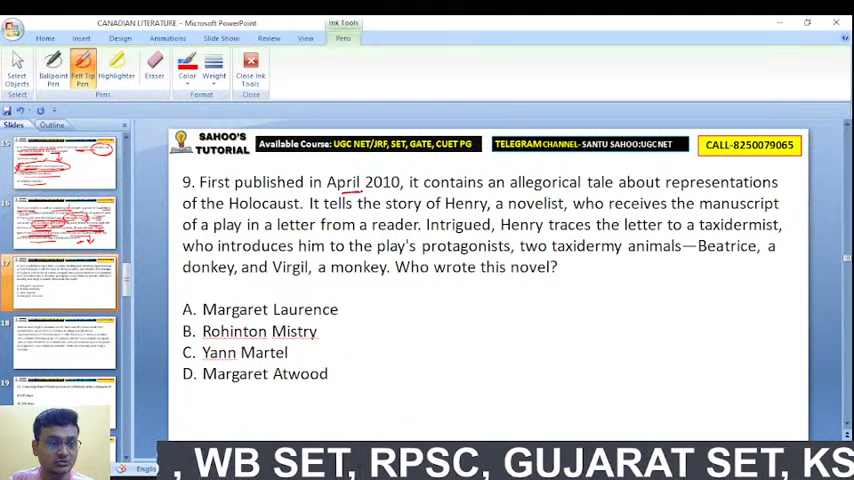 CANADIAN LITERATURE - Microsoft PowerPoint
Ink Tools
Home Insert Design Animations Slide Show Review View Pens
Select Objects
Ballpoint Pen
Felt Tip Pen
Highlighter
Eraser
Color
Weight
Close Ink Tools
Select Pens Format Close
Slides Outline
15
16
17
18
19
SAHOO'S
TUTORIAL
Available Course: UGC NET/JRF, SET, GATE, CUET PG
TELEGRAM CHANNEL- SANTU SAHOO:UGC NET
CALL-8250079065
9. First published in April 2010, it contains an allegorical tale about representations
of the Holocaust. It tells the story of Henry, a novelist, who receives the manuscript
of a play in a letter from a reader. Intrigued, Henry traces the letter to a taxidermist,
who introduces him to the play's protagonists, two taxidermy animals—Beatrice, a
donkey, and Virgil, a monkey. Who wrote this novel?
A. Margaret Laurence
B. Rohinton Mistry
C. Yann Martel
D. Margaret Atwood
, WB SET, RPSC, GUJARAT SET, KS